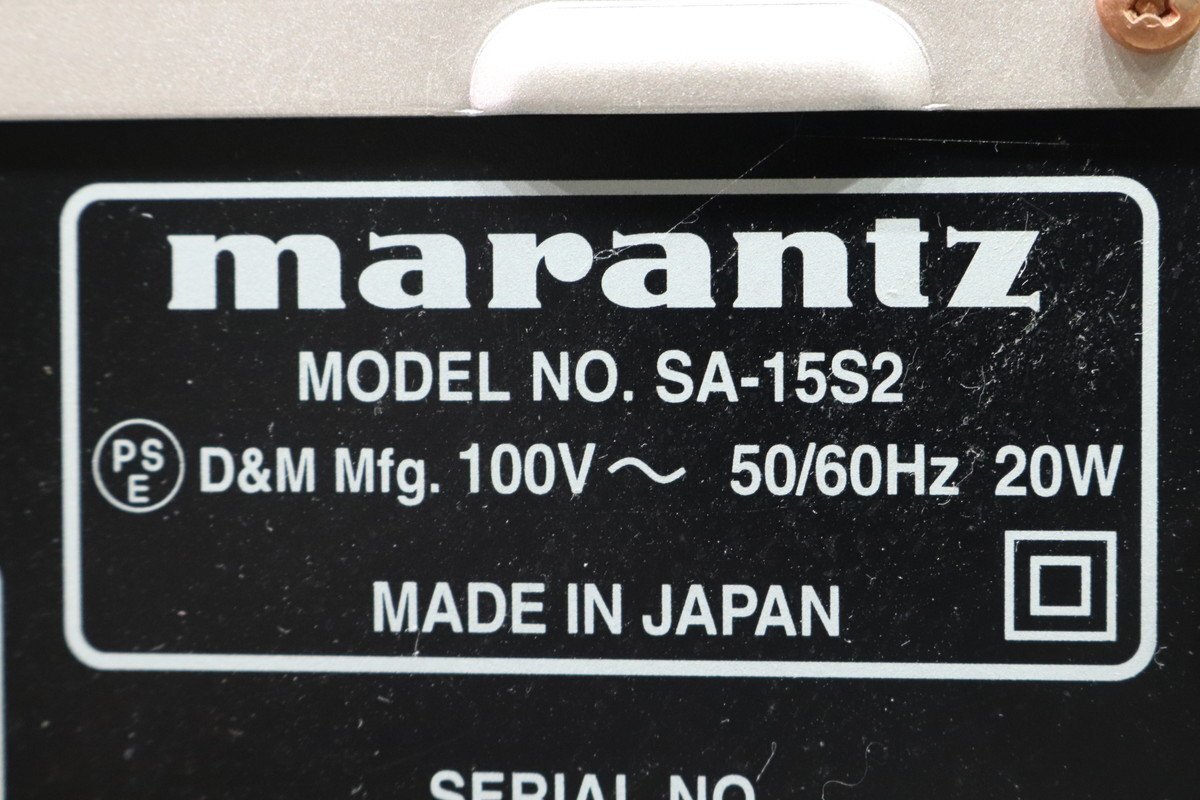 marantz
MODEL NO. SA-15S2
PS
E
D&M Mfg. 100V～ 50/60Hz 20W
MADE IN JAPAN
SERIAL NO